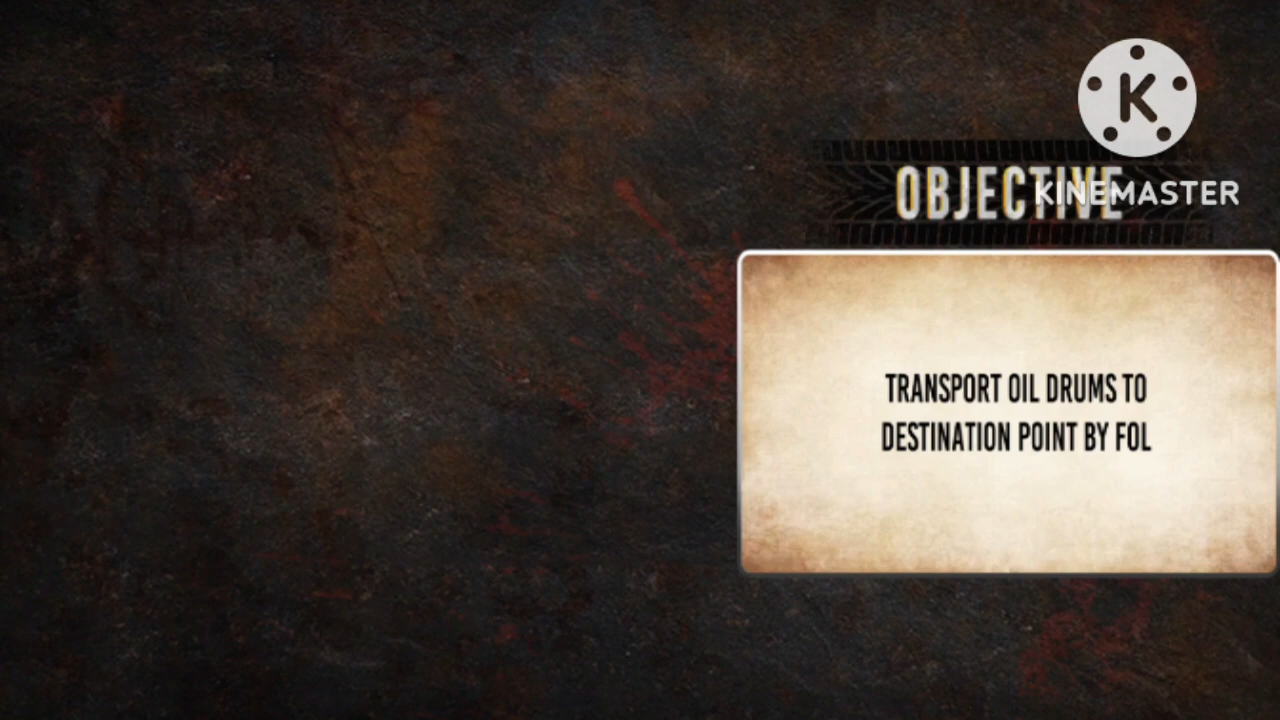 K
OBJECTIVE
KINEMASTER
TRANSPORT OIL DRUMS TO
DESTINATION POINT BY FOL